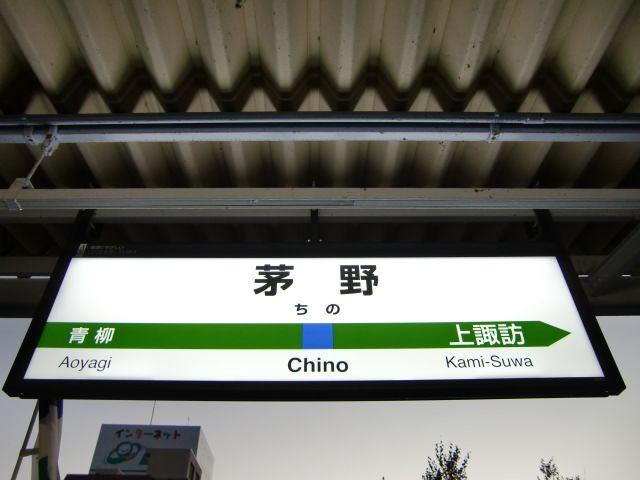 茅野
ちの
青柳
上諏訪
Aoyagi
Chino
Kami-Suwa
インターネット